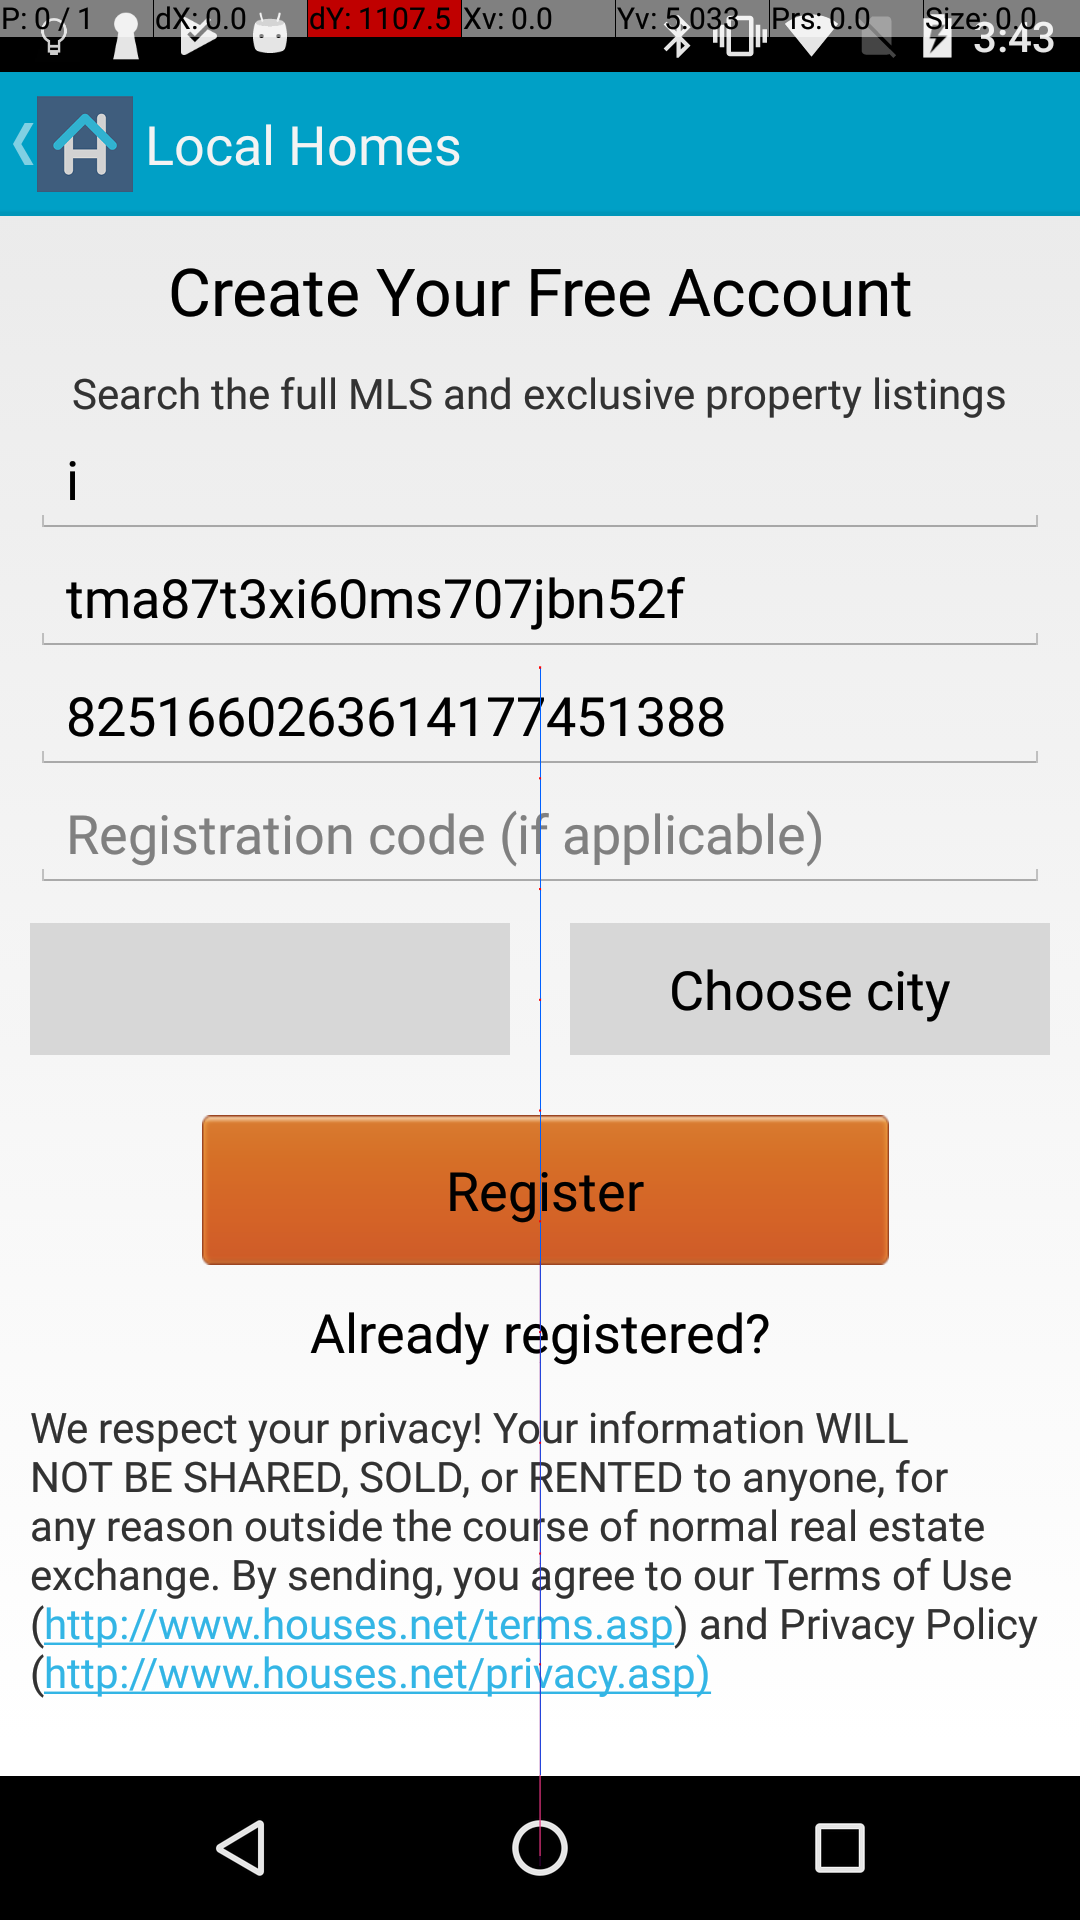 P: 0 / 1 dX: 0.0 dY: 1107.5 Xv: 0.0 Yv: 5.033 Prs: 0.0 Size: 0.0
3:43
Local Homes
Create Your Free Account
Search the full MLS and exclusive property listings
i
tma87t3xi60ms707jbn52f
8251660263614177451388
Registration code (if applicable)
Choose city
Register
Already registered?
We respect your privacy! Your information WILL
NOT BE SHARED, SOLD, or RENTED to anyone, for
any reason outside the course of normal real estate
exchange. By sending, you agree to our Terms of Use
(http://www.houses.net/terms.asp) and Privacy Policy
(http://www.houses.net/privacy.asp)